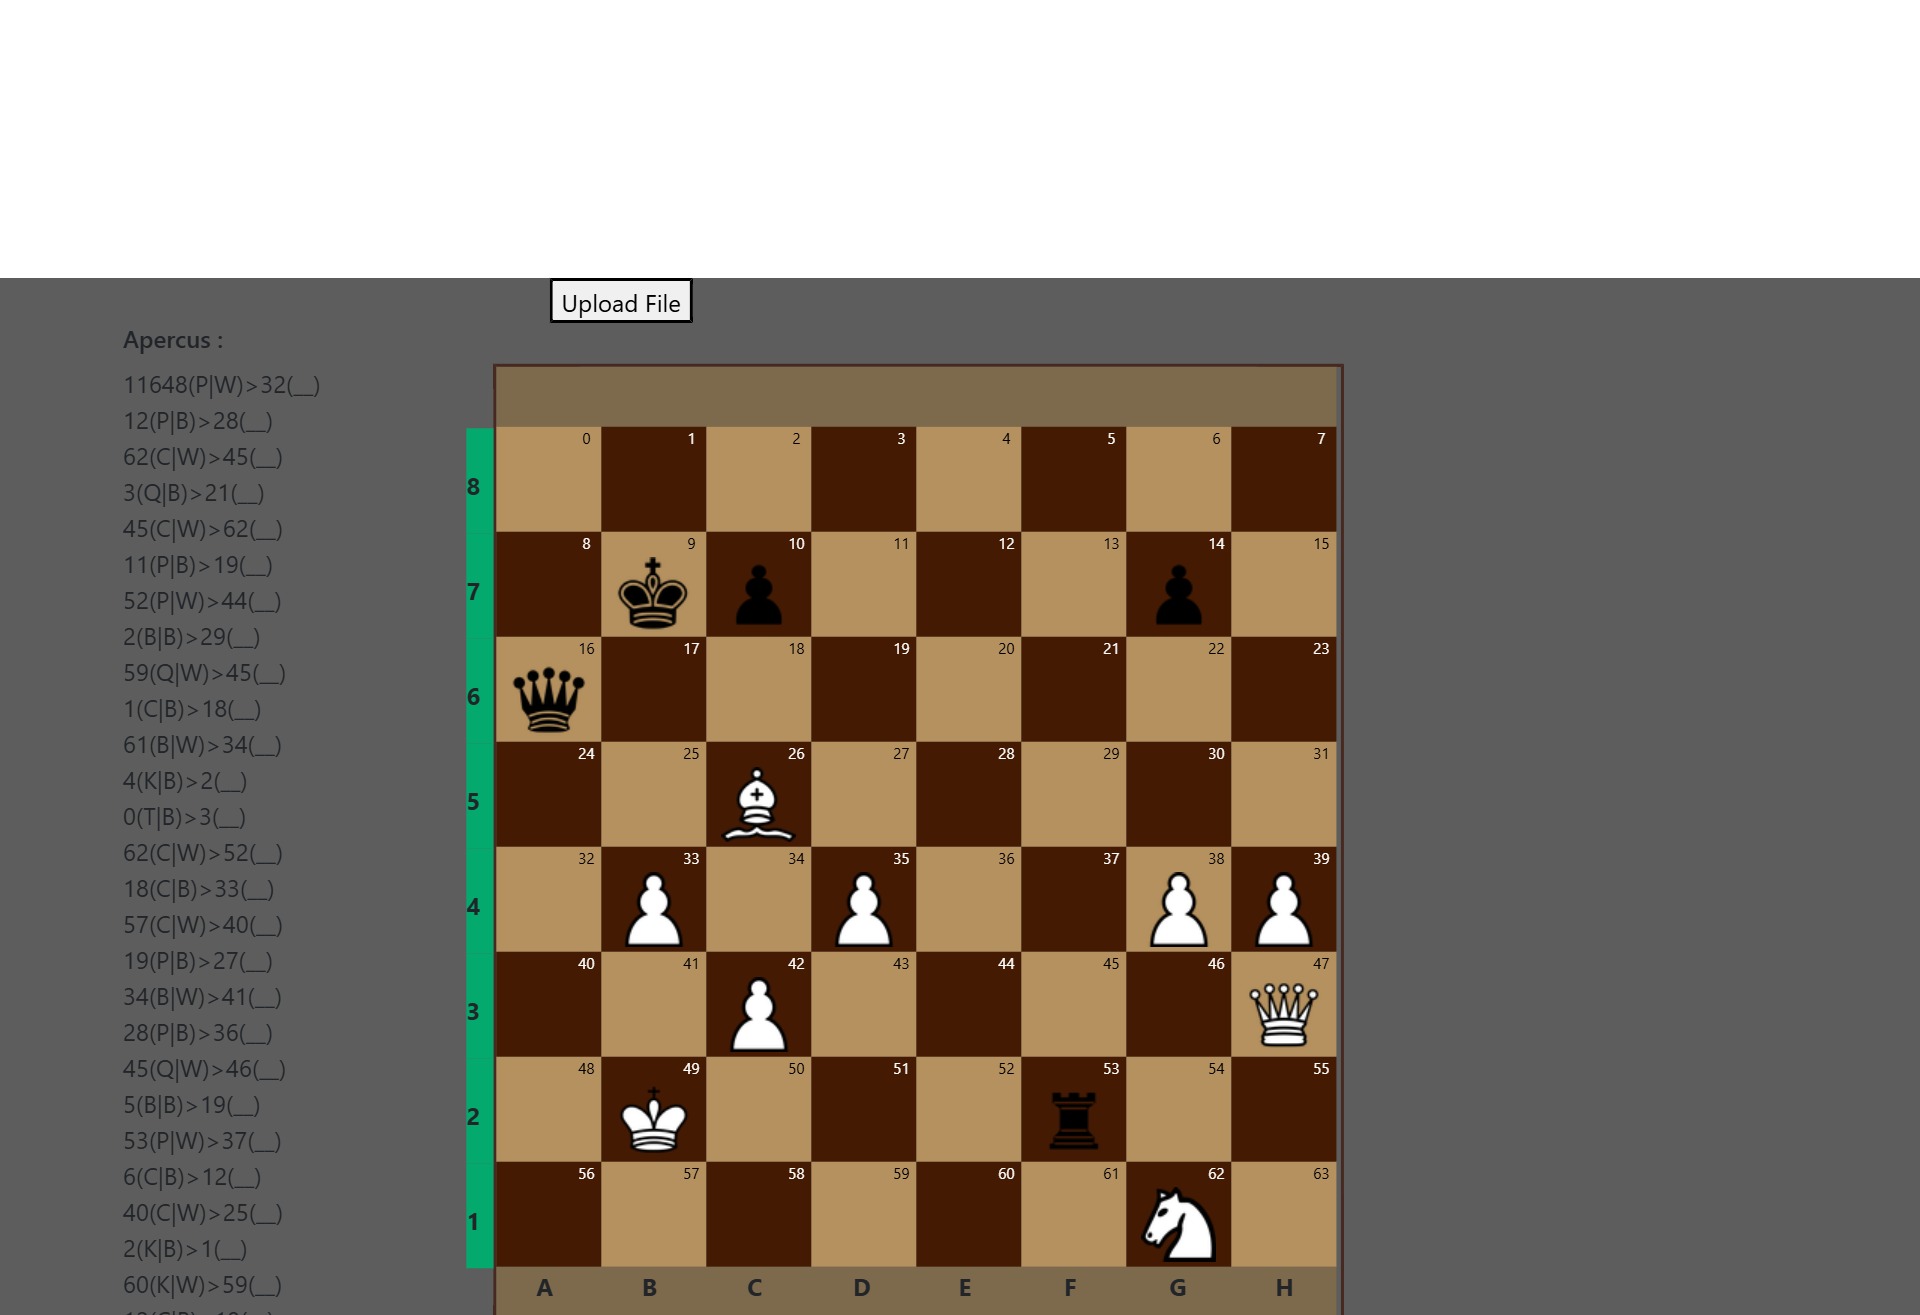 Upload File
Apercus :
11648(P|W)>32(__)
12(P|B)>28(__)
62(C|W)>45(__)
3(Q|B)>21(__)
45(C|W)>62(__)
11(P|B)>19(__)
52(P|W)>44(__)
2(B|B)>29(__)
59(Q|W)>45(__)
1(C|B)>18(__)
61(B|W)>34(__)
4(K|B)>2(__)
0(T|B)>3(__)
62(C|W)>52(__)
18(C|B)>33(__)
57(C|W)>40(__)
19(P|B)>27(__)
34(B|W)>41(__)
28(P|B)>36(__)
45(Q|W)>46(__)
5(B|B)>19(__)
53(P|W)>37(__)
6(C|B)>12(__)
40(C|W)>25(__)
2(K|B)>1(__)
60(K|W)>59(__)
0 1 2 3 4 5 6 7
8
8 9 10 11 12 13 14 15
7
16 17 18 19 20 21 22 23
6
24 25 26 27 28 29 30 31
5
32 33 34 35 36 37 38 39
4
40 41 42 43 44 45 46 47
3
48 49 50 51 52 53 54 55
2
56 57 58 59 60 61 62 63
1
A B C D E F G H